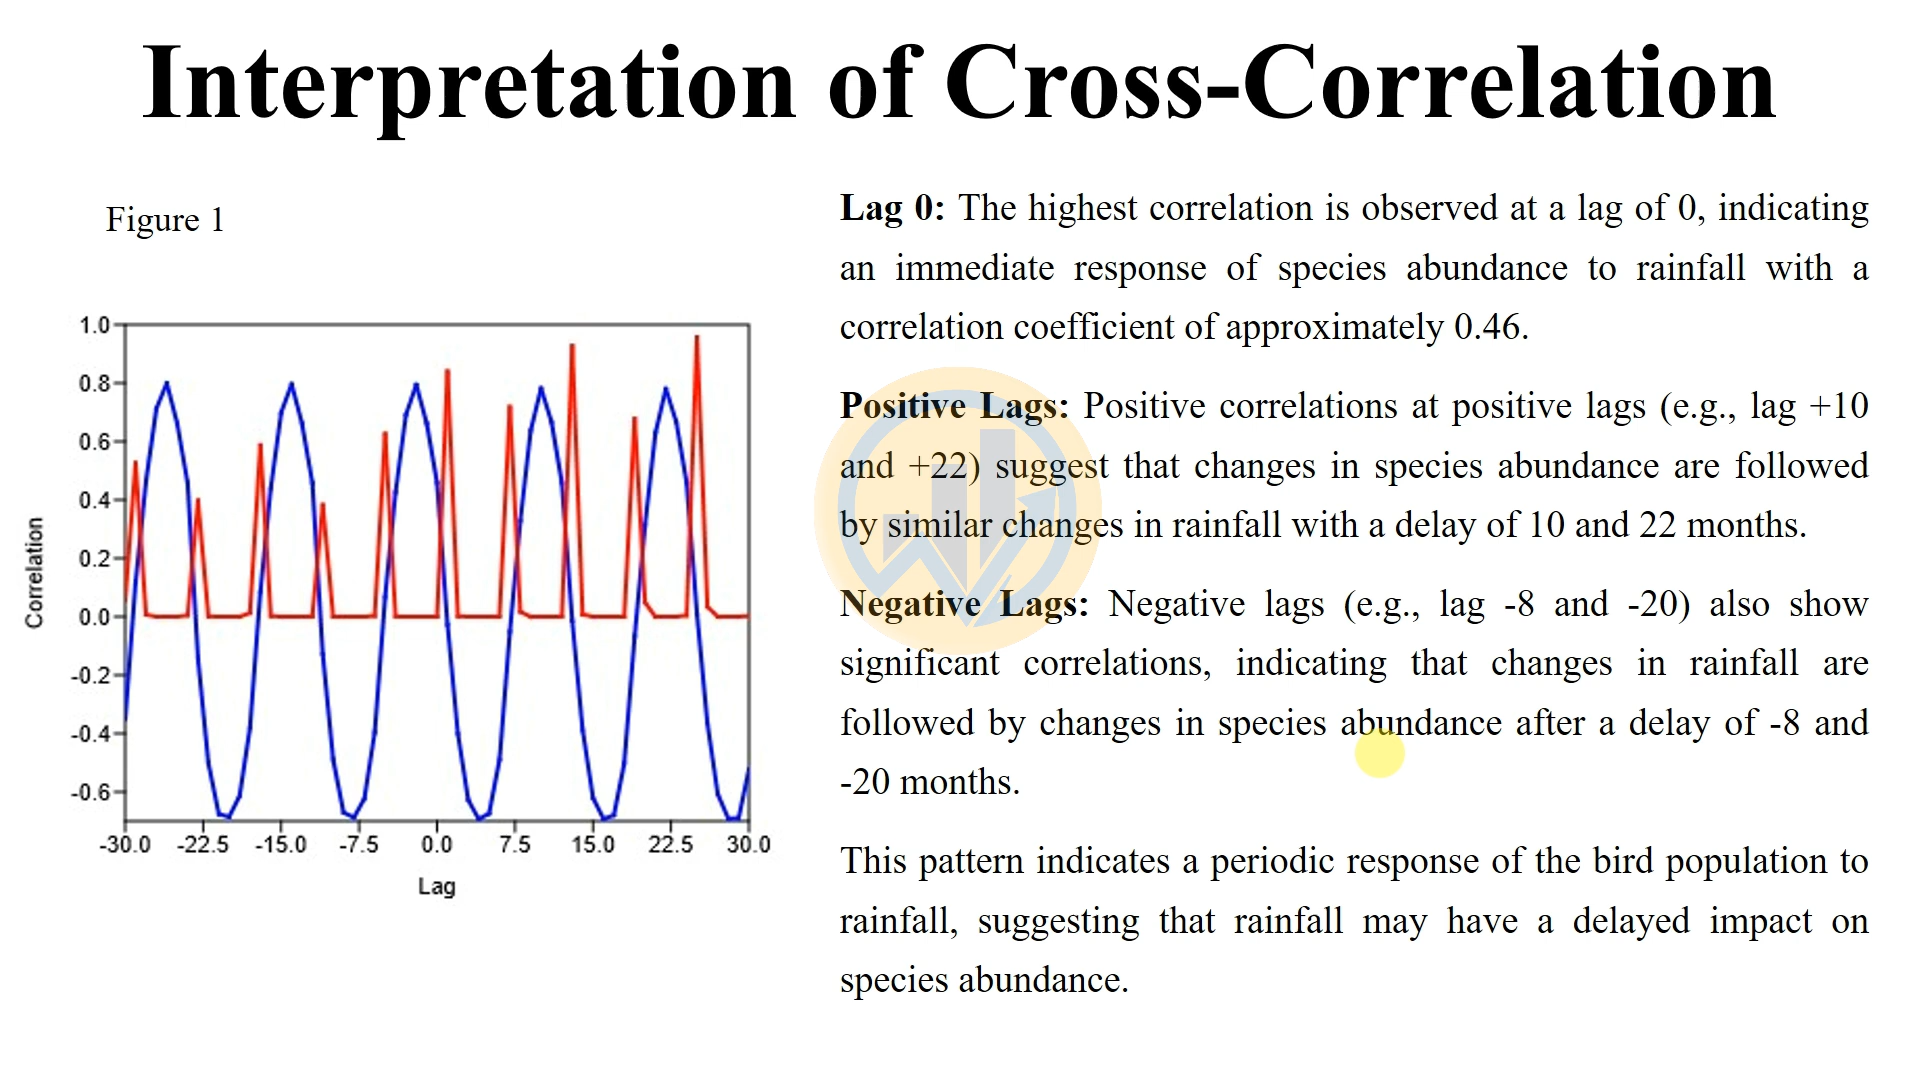 Interpretation of Cross-Correlation
Figure 1
1.0
0.8
0.6
0.4
0.2
0.0
-0.2
-0.4
-0.6
Correlation
-30.0 -22.5 -15.0 -7.5 0.0 7.5 15.0 22.5 30.0
Lag
Lag 0: The highest correlation is observed at a lag of 0, indicating
an immediate response of species abundance to rainfall with a
correlation coefficient of approximately 0.46.
Positive Lags: Positive correlations at positive lags (e.g., lag +10
and +22) suggest that changes in species abundance are followed
by similar changes in rainfall with a delay of 10 and 22 months.
Negative Lags: Negative lags (e.g., lag -8 and -20) also show
significant correlations, indicating that changes in rainfall are
followed by changes in species abundance after a delay of -8 and
-20 months.
This pattern indicates a periodic response of the bird population to
rainfall, suggesting that rainfall may have a delayed impact on
species abundance.